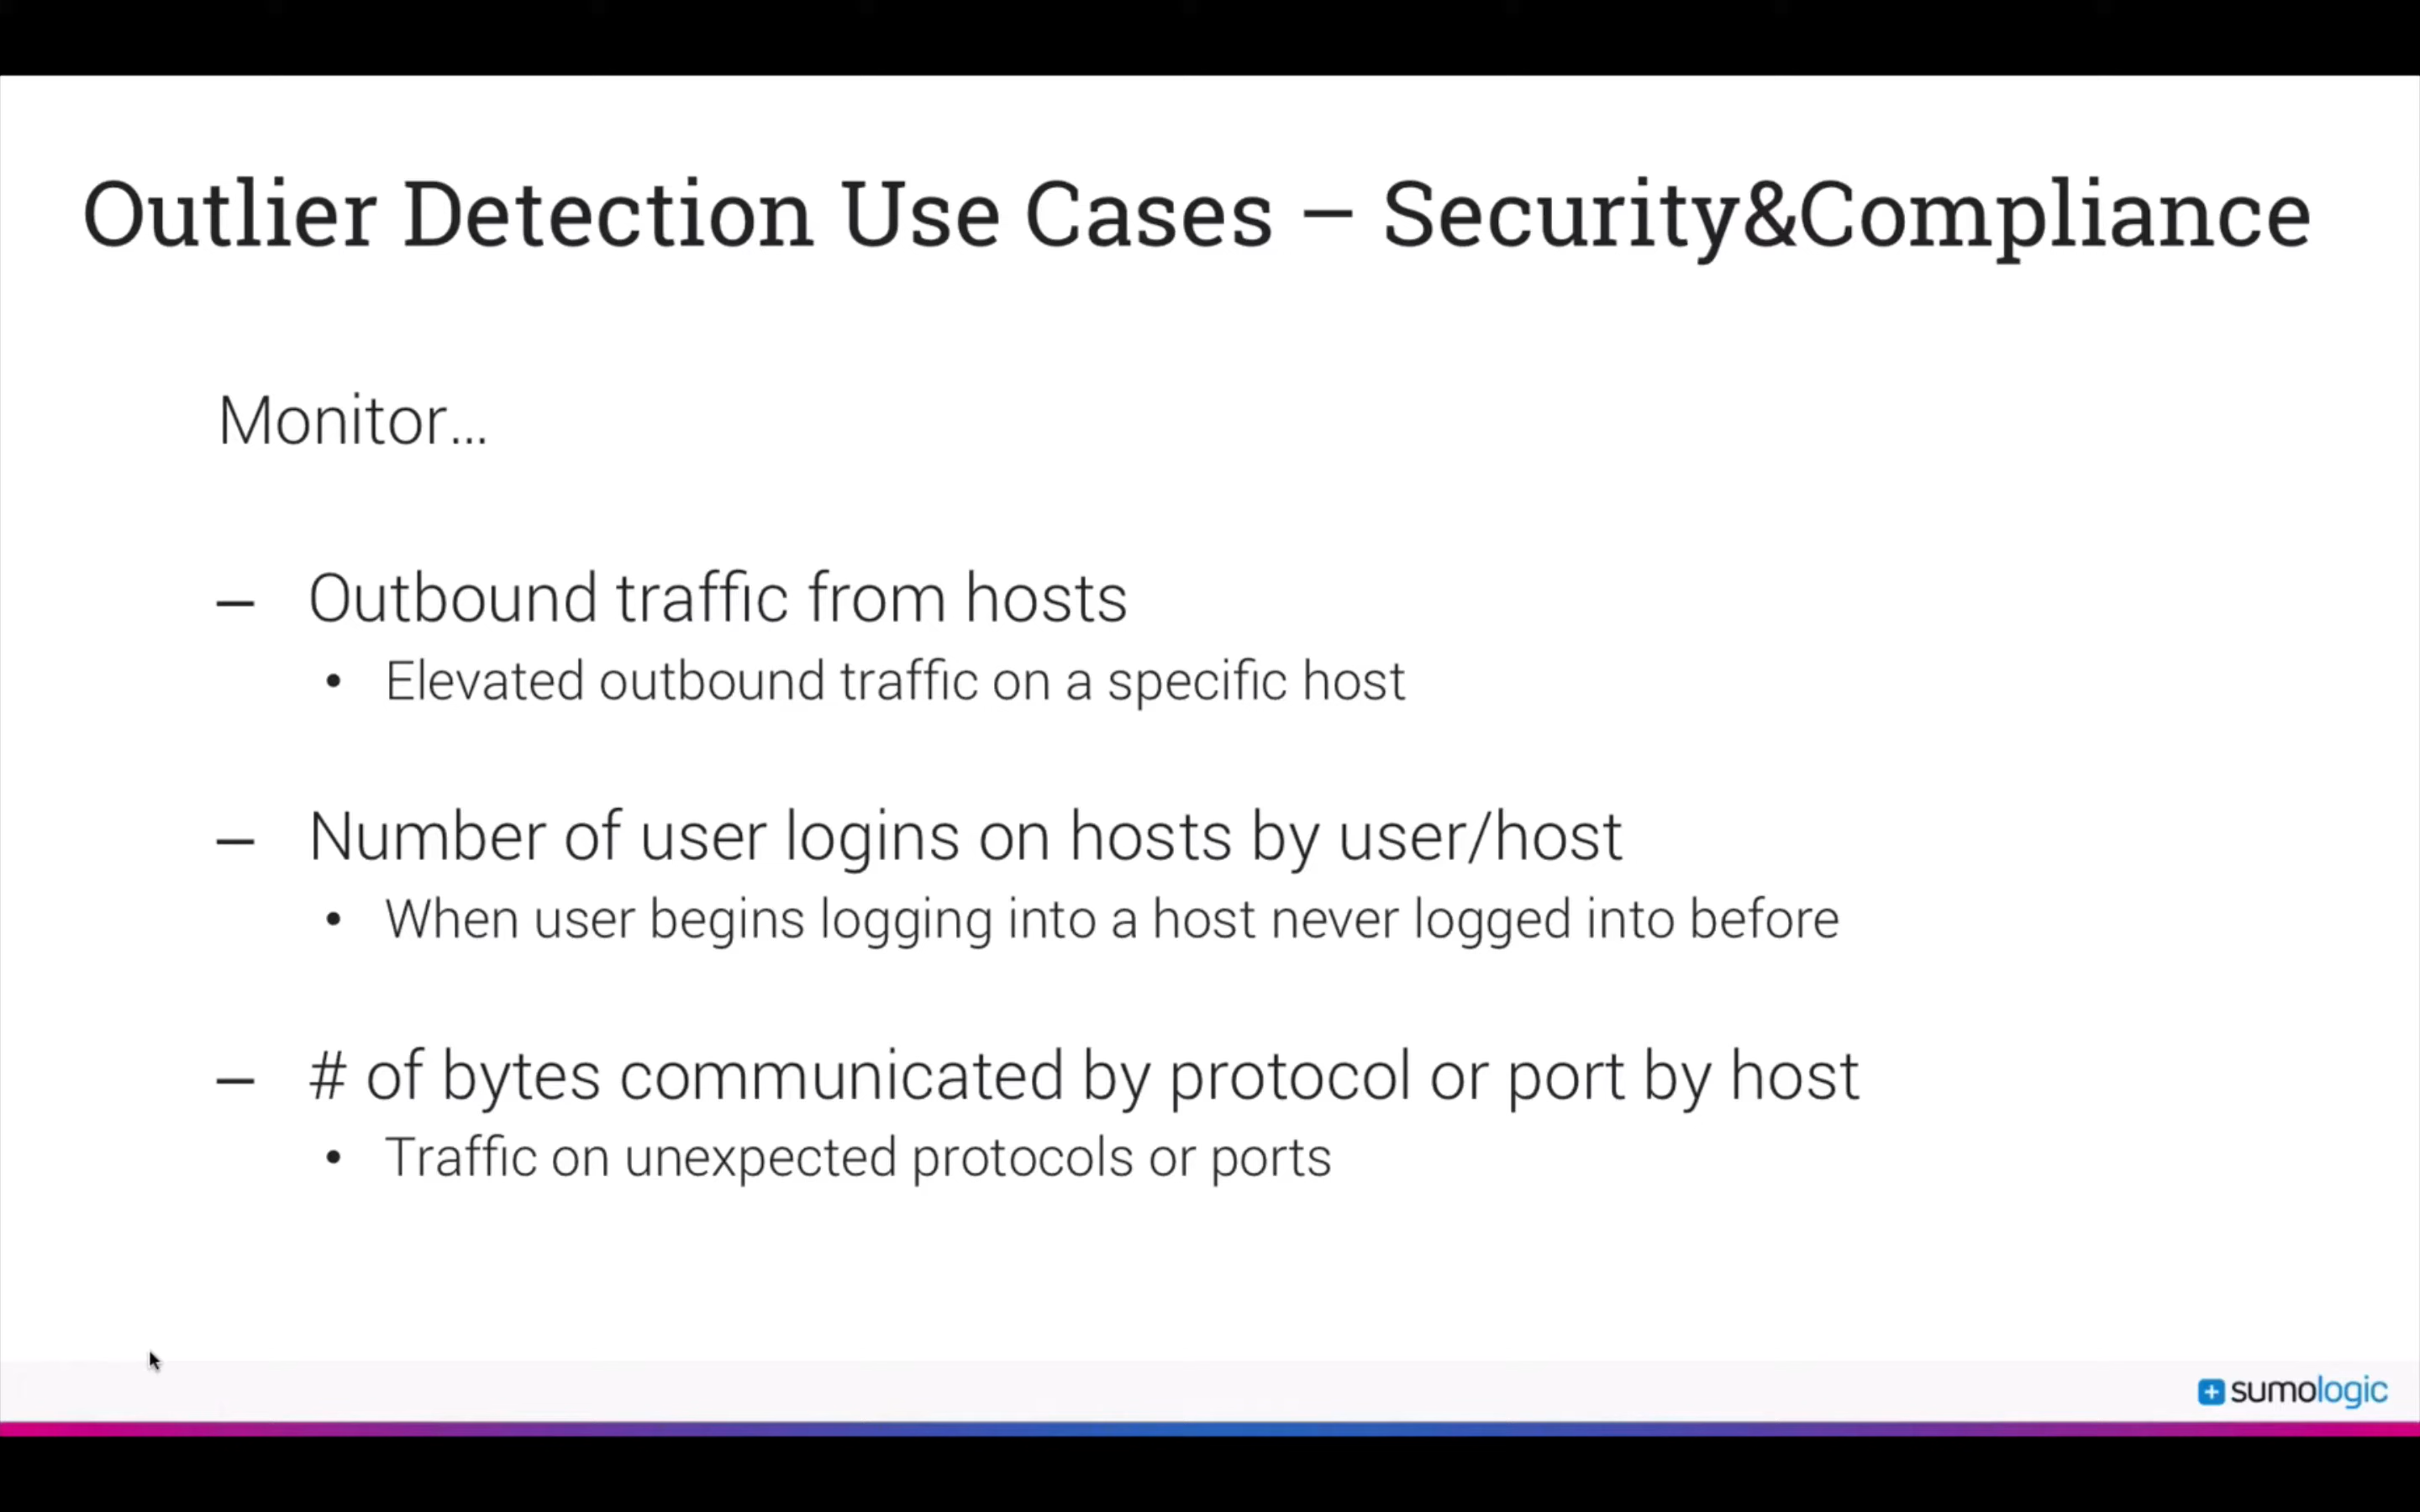 Outlier Detection Use Cases – Security&Compliance
Monitor...
– Outbound traffic from hosts
• Elevated outbound traffic on a specific host
– Number of user logins on hosts by user/host
• When user begins logging into a host never logged into before
– # of bytes communicated by protocol or port by host
• Traffic on unexpected protocols or ports
sumologic